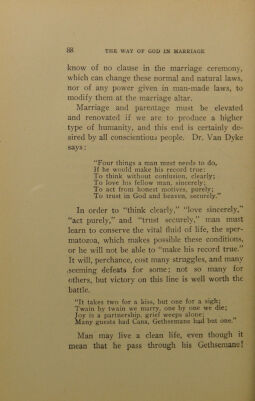 88 THE WAY OF GOD IN MARRIAGE
know of no clause in the marriage ceremony,
which can change these normal and natural laws,
nor of any power given in man-made laws, to
modify them at the marriage altar.
Marriage and parentage must be elevated
and renovated if we are to produce a higher
type of humanity, and this end is certainly de-
sired by all conscientious people. Dr. Van Dyke
says:
"Four things a man must needs to do,
If he would make his record true:
To think without confusion, clearly;
To love his fellow man, sincerely;
To act from honest motives, purely;
To trust in God and heaven, securely."
In order to "think clearly," "love sincerely,"
"act purely," and "trust securely," man must
learn to conserve the vital fluid of life, the sper-
matozoa, which makes possible these conditions,
or he will not be able to "make his record true."
It will, perchance, cost many struggles, and many
seeming defeats for some; not so many for
others, but victory on this line is well worth the
battle.
"It takes two for a kiss, but one for a sigh;
Twain by twain we marry, one by one we die;
Joy is a partnership, grief weeps alone;
Many guests had Cana, Gethsemane had but one."
Man may live a clean life, even though it
mean that he pass through his Gethsemane!